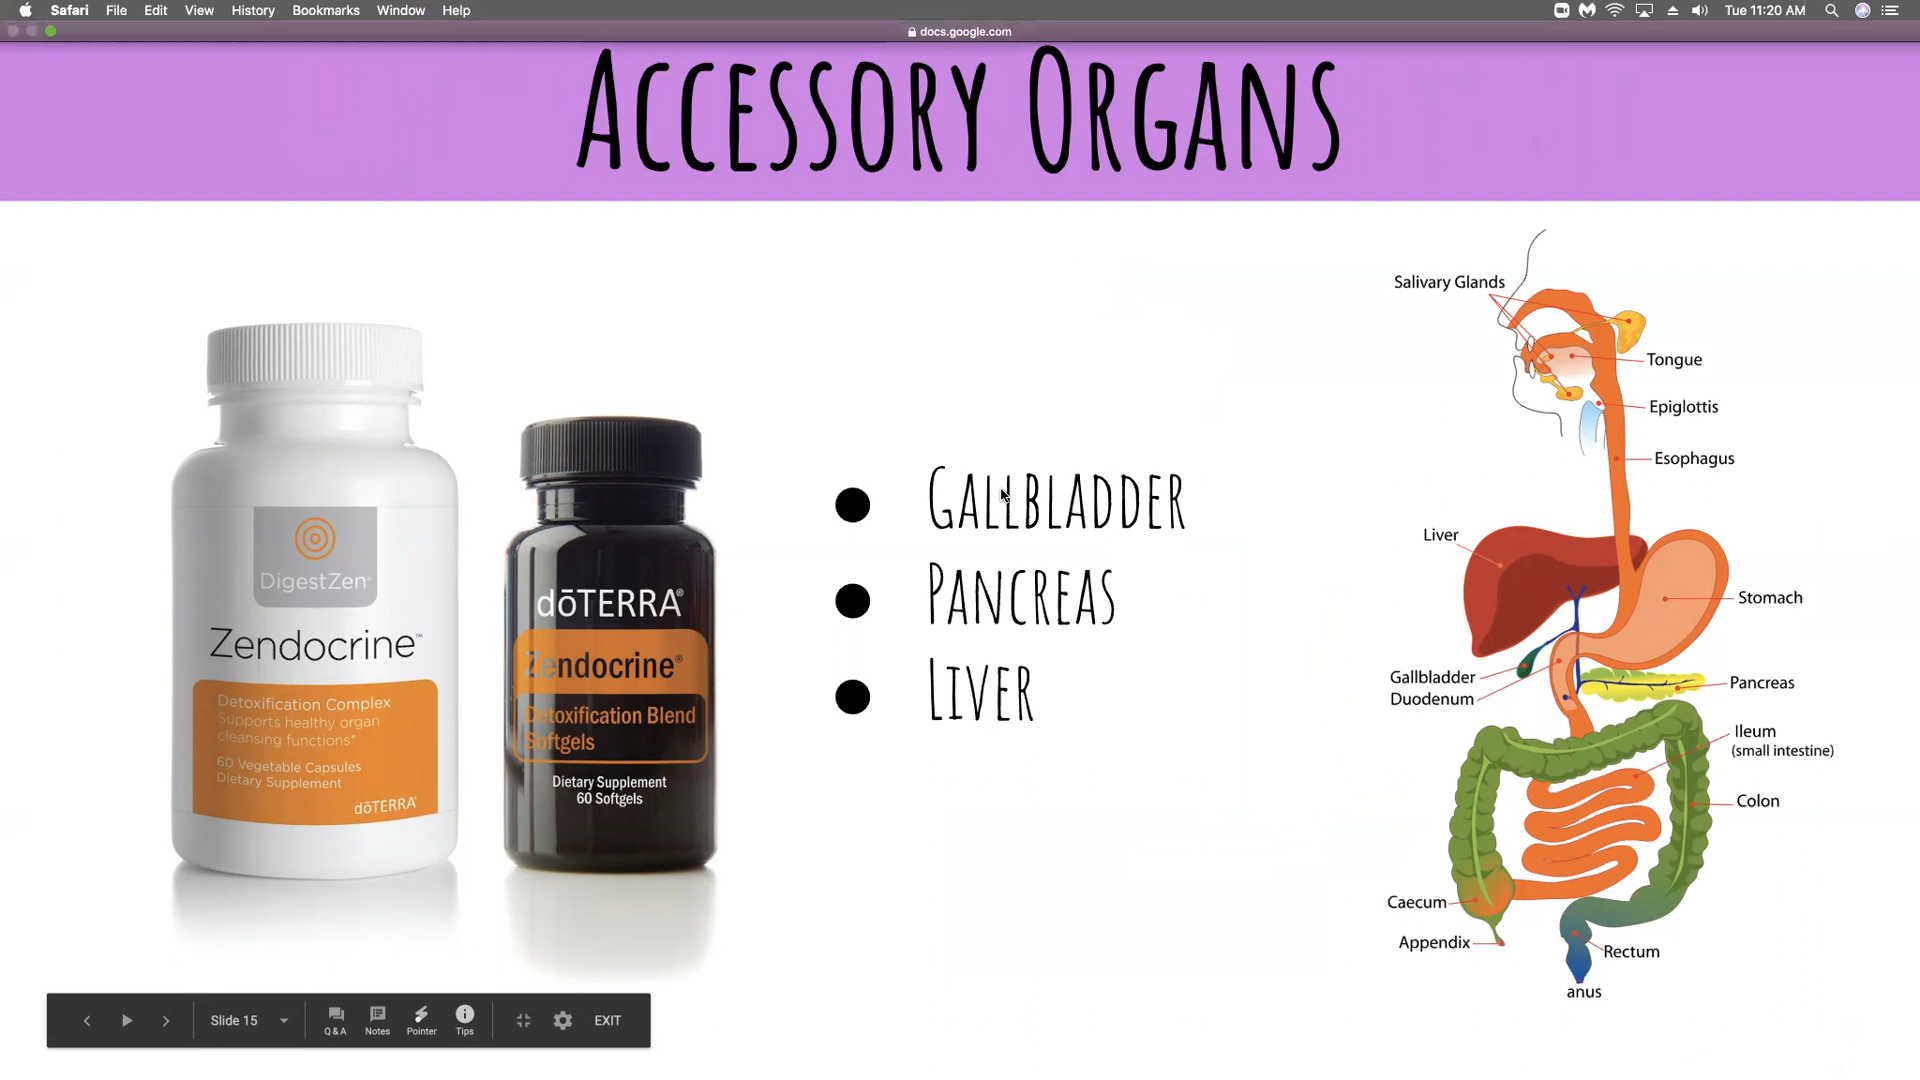 Safari File Edit View History Bookmarks Window Help
Tue 11:20 AM
docs.google.com
Accessory Organs
DigestZen®
Zendocrine™
Detoxification Complex
Supports healthy organ
cleansing functions*
60 Vegetable Capsules
Dietary Supplement
dōTERRA®
dōTERRA®
Zendocrine®
Detoxification Blend
Softgels
Dietary Supplement
60 Softgels
● Gallbladder
● Pancreas
● Liver
Salivary Glands
Tongue
Epiglottis
Esophagus
Liver
Stomach
Gallbladder
Duodenum
Pancreas
Ileum
(small intestine)
Colon
Caecum
Appendix
Rectum
anus
Slide 15
Q & A
Notes
Pointer
Tips
EXIT